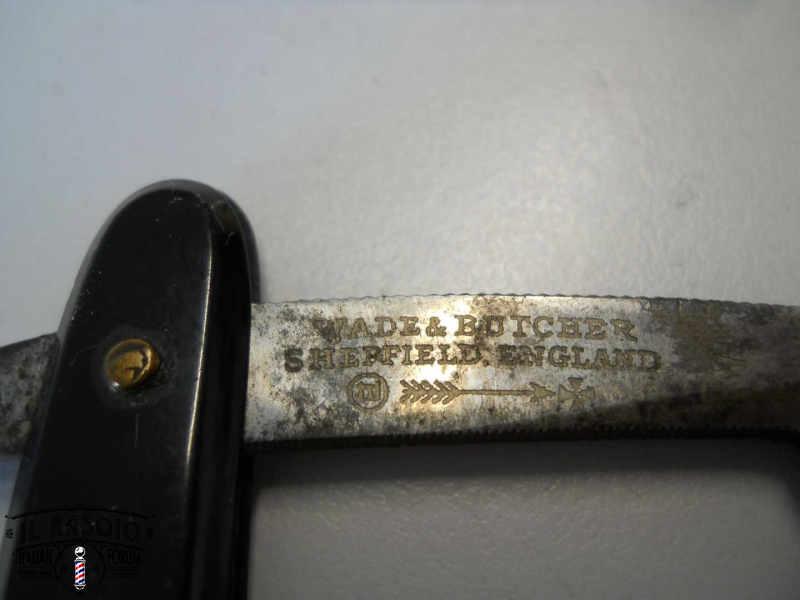 WADE & BUTCHER
SHEFFIELD. ENGLAND
IL RASOIO
ITALIAN FORUM